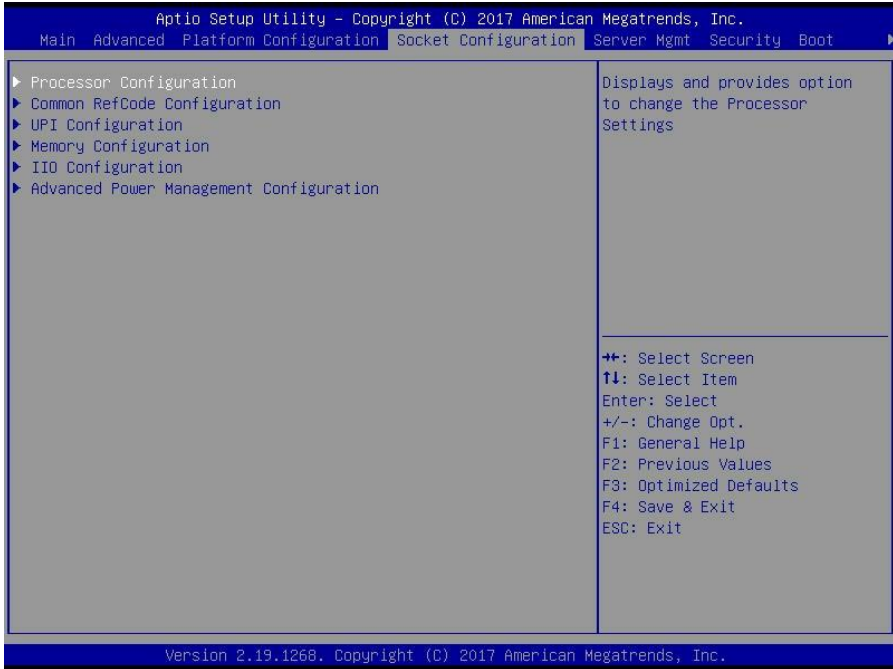 Aptio Setup Utility – Copyright (C) 2017 American Megatrends, Inc.
Main Advanced Platform Configuration Socket Configuration Server Mgmt Security Boot
Processor Configuration
Common RefCode Configuration
UPI Configuration
Memory Configuration
IIO Configuration
Advanced Power Management Configuration
Displays and provides option
to change the Processor
Settings
→←: Select Screen
↑↓: Select Item
Enter: Select
+/-: Change Opt.
F1: General Help
F2: Previous Values
F3: Optimized Defaults
F4: Save & Exit
ESC: Exit
Version 2.19.1268. Copyright (C) 2017 American Megatrends, Inc.